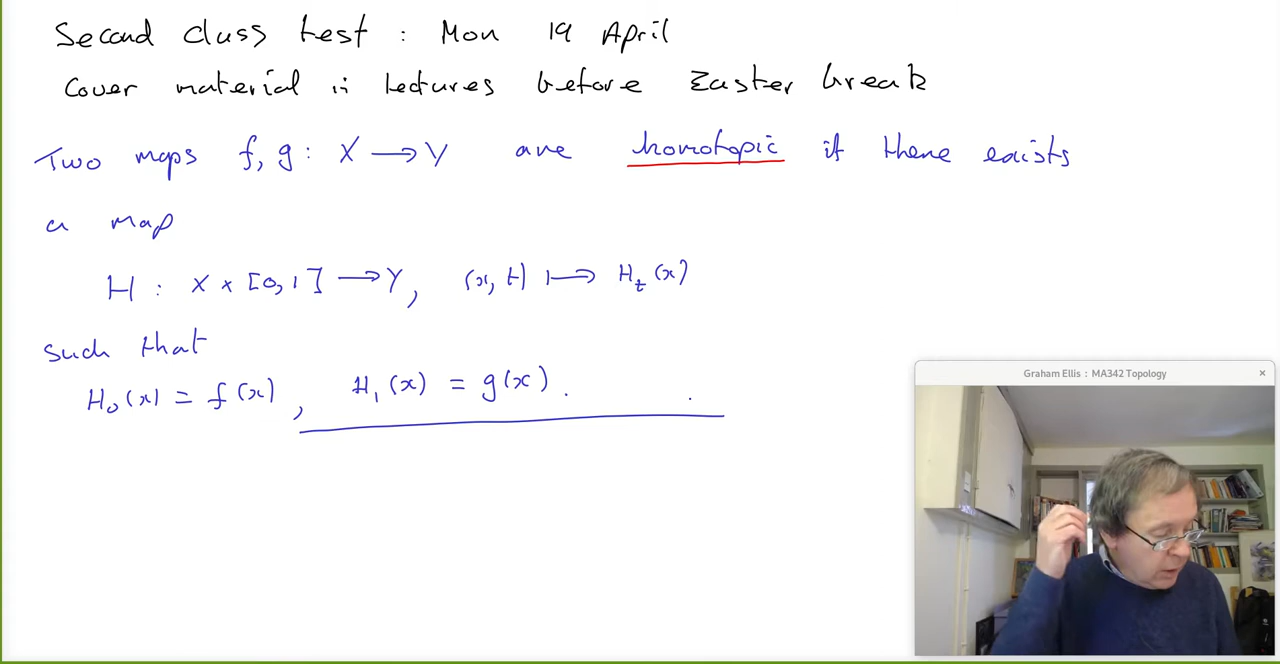 Second class test : Mon 19 April
Cover material in lectures before Easter break
Two maps f, g : X → Y are homotopic if there exists
a map
H : X × [0, 1] → Y, (x, t) ↦ H_t(x)
such that
H_0(x) = f(x), H_1(x) = g(x).
Graham Ellis : MA342 Topology